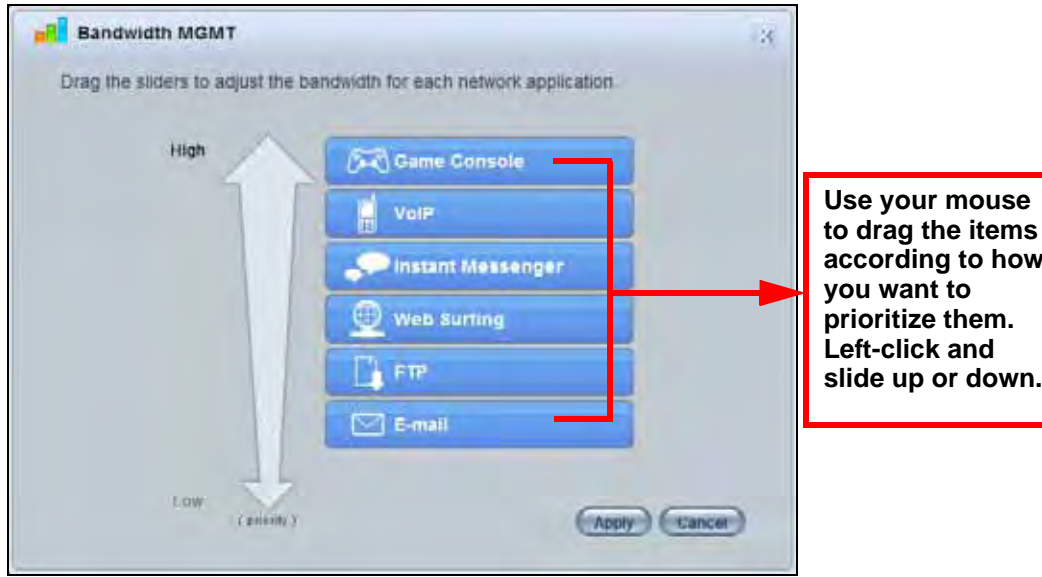 Bandwidth MGMT
Drag the sliders to adjust the bandwidth for each network application.
High
Game Console
VoIP
Instant Messenger
Web Surfing
FTP
E-mail
Low
( priority )
Apply
Cancel
Use your mouse
to drag the items
according to how
you want to
prioritize them.
Left-click and
slide up or down.